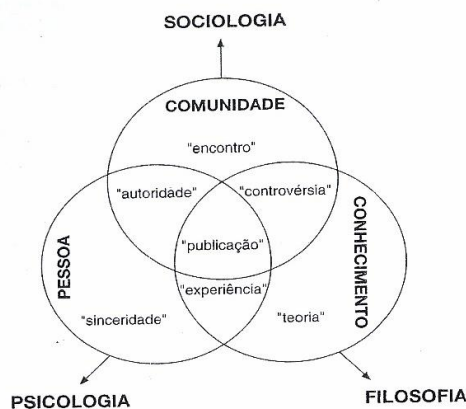 SOCIOLOGIA
COMUNIDADE
"encontro"
"autoridade"
"controvérsia"
"publicação"
PESSOA
CONHECIMENTO
"experiência"
"sinceridade"
"teoria"
PSICOLOGIA
FILOSOFIA